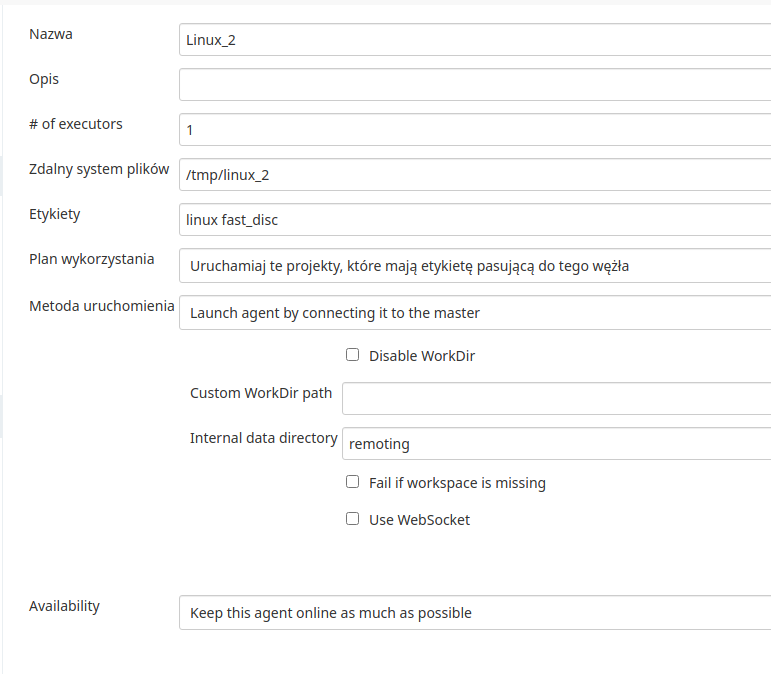 Nazwa
Linux_2
Opis
# of executors
1
Zdalny system plików
/tmp/linux_2
Etykiety
linux fast_disc
Plan wykorzystania
Uruchamiaj te projekty, które mają etykietę pasującą do tego węzła
Metoda uruchomienia
Launch agent by connecting it to the master
Disable WorkDir
Custom WorkDir path
Internal data directory
remoting
Fail if workspace is missing
Use WebSocket
Availability
Keep this agent online as much as possible